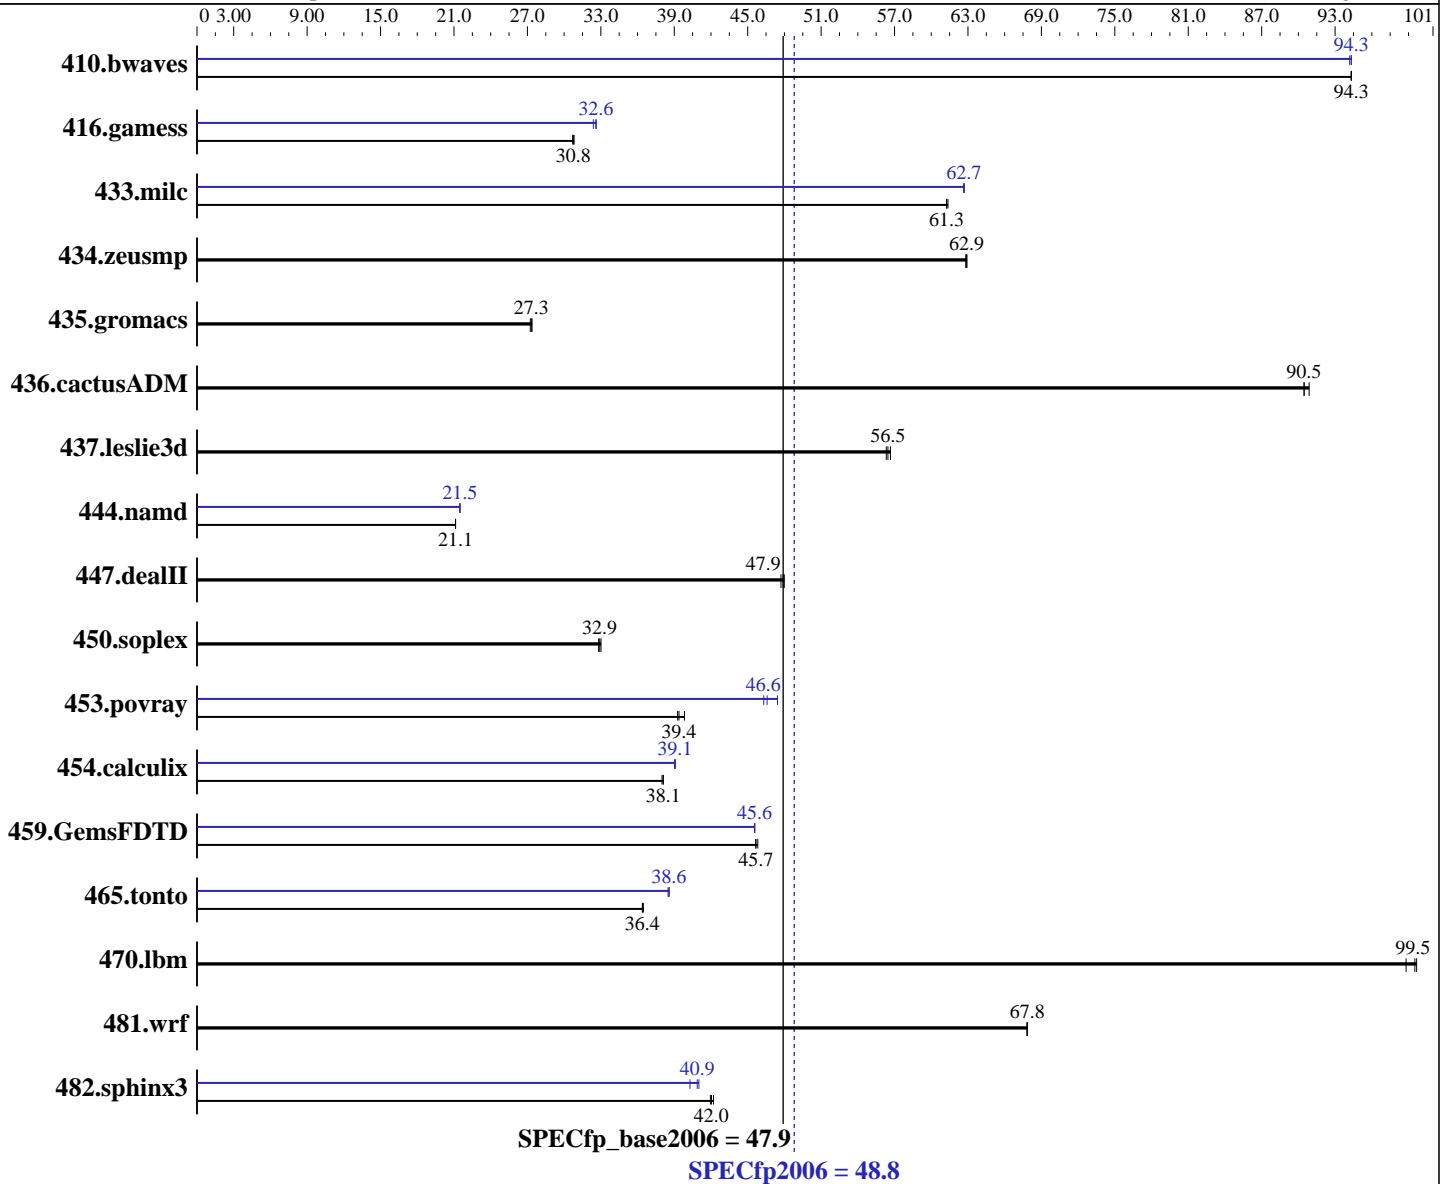 0 3.00 9.00 15.0 21.0 27.0 33.0 39.0 45.0 51.0 57.0 63.0 69.0 75.0 81.0 87.0 93.0 101
94.3
410.bwaves
94.3
32.6
416.gamess
30.8
62.7
433.milc
61.3
62.9
434.zeusmp
27.3
435.gromacs
90.5
436.cactusADM
56.5
437.leslie3d
21.5
444.namd
21.1
47.9
447.dealII
32.9
450.soplex
46.6
453.povray
39.4
39.1
454.calculix
38.1
45.6
459.GemsFDTD
45.7
38.6
465.tonto
36.4
99.5
470.lbm
67.8
481.wrf
40.9
482.sphinx3
42.0
SPECfp_base2006 = 47.9
SPECfp2006 = 48.8